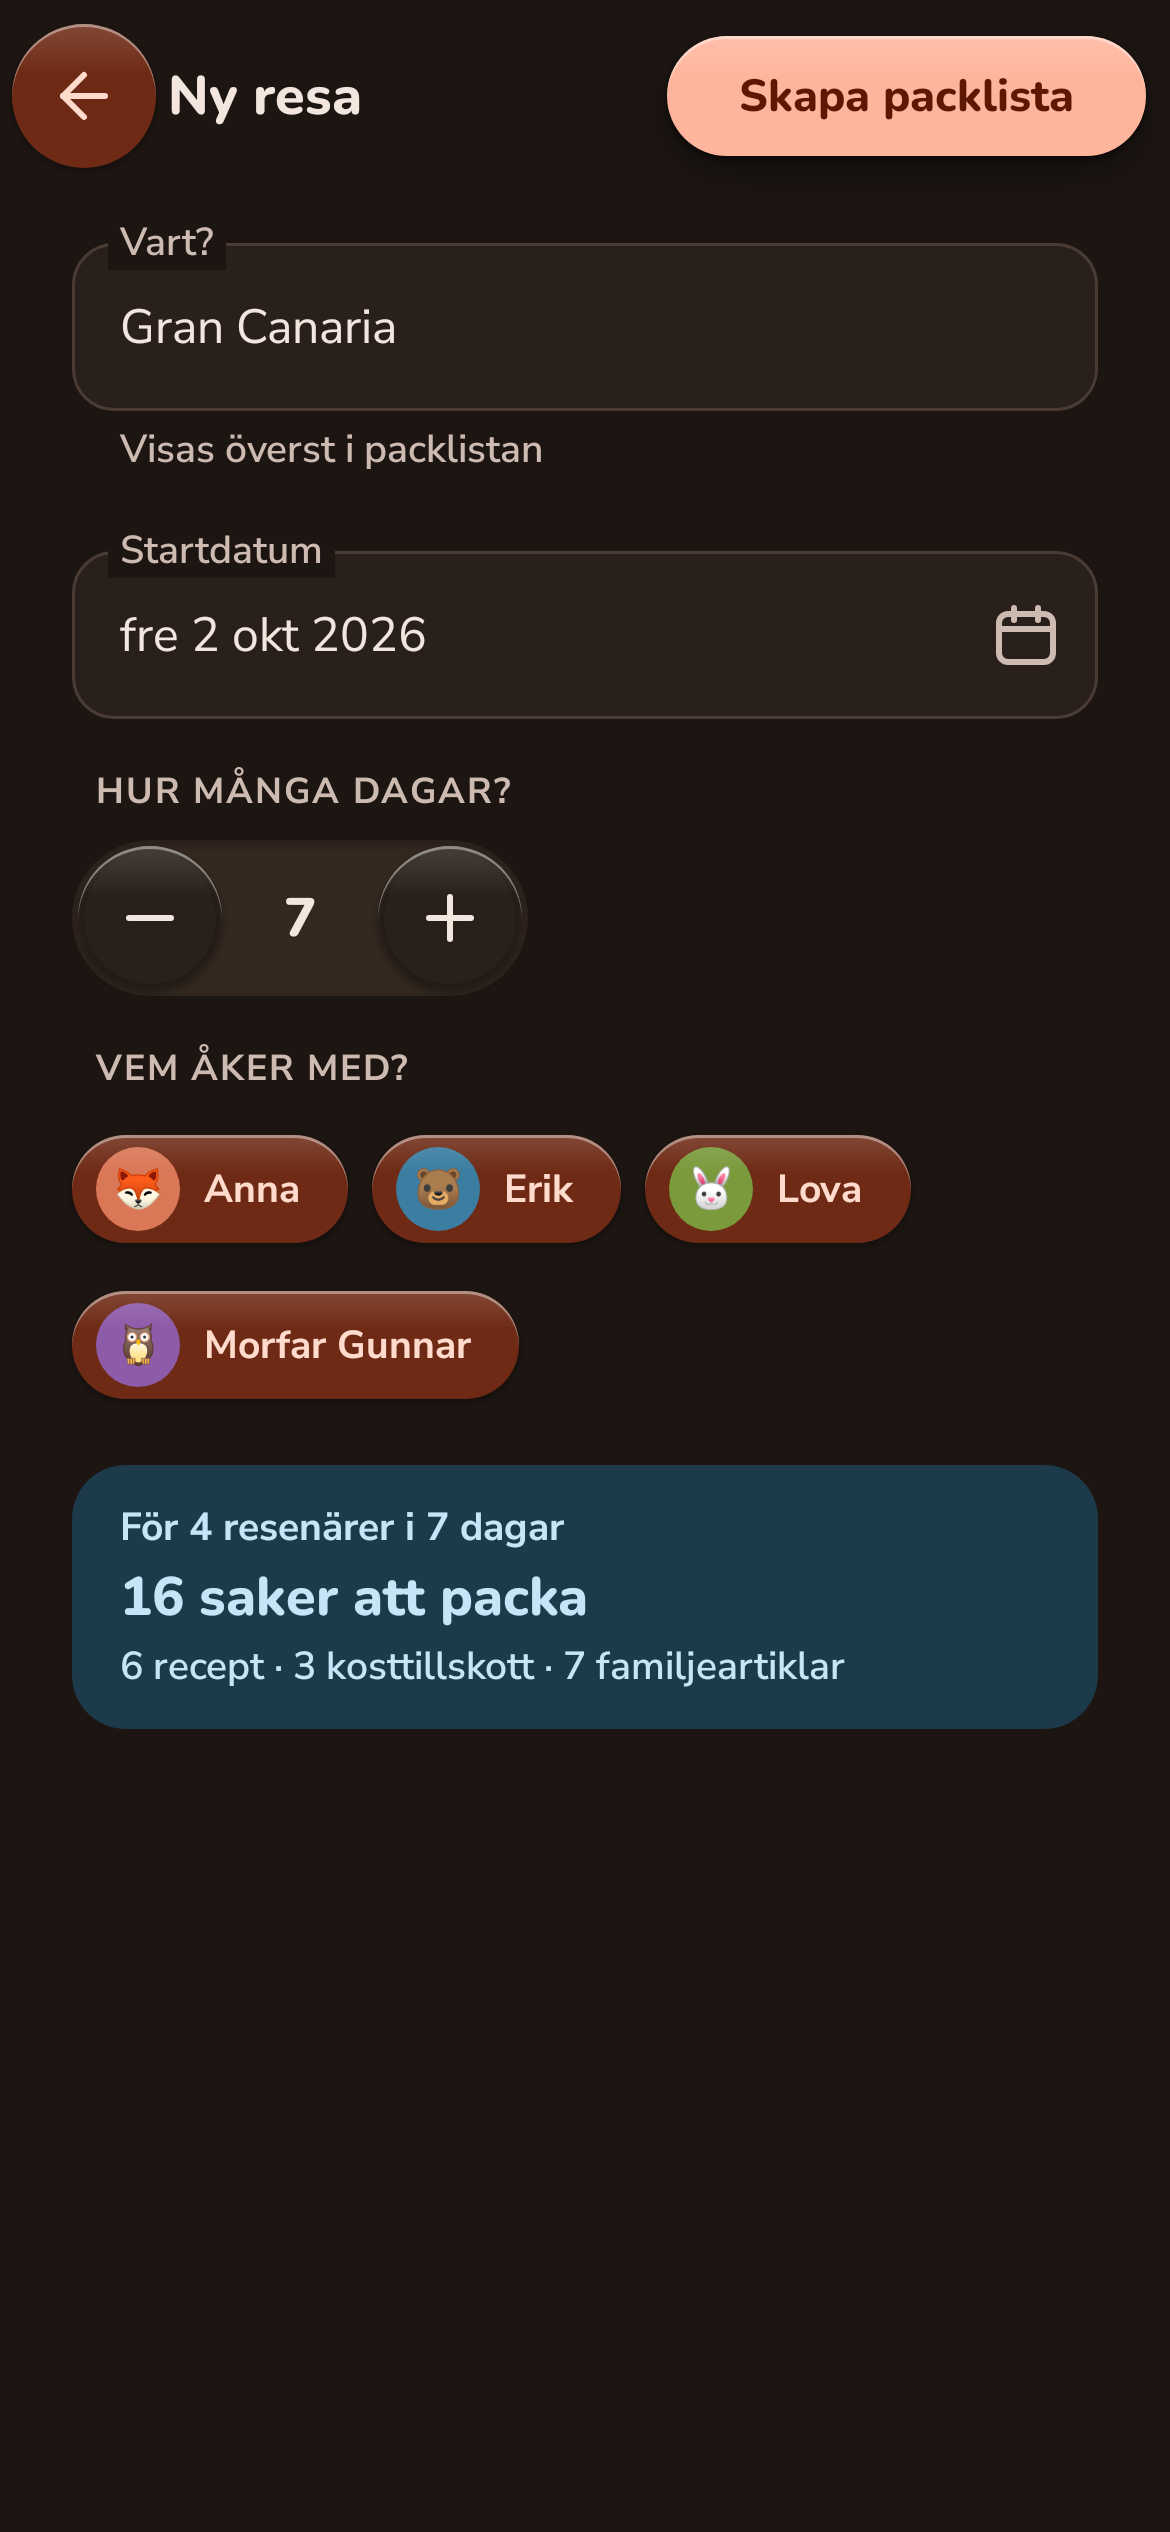 Ny resa
Skapa packlista
Vart?
Gran Canaria
Visas överst i packlistan
Startdatum
fre 2 okt 2026
HUR MÅNGA DAGAR?
7
VEM ÅKER MED?
Anna
Erik
Lova
Morfar Gunnar
För 4 resenärer i 7 dagar
16 saker att packa
6 recept · 3 kosttillskott · 7 familjeartiklar